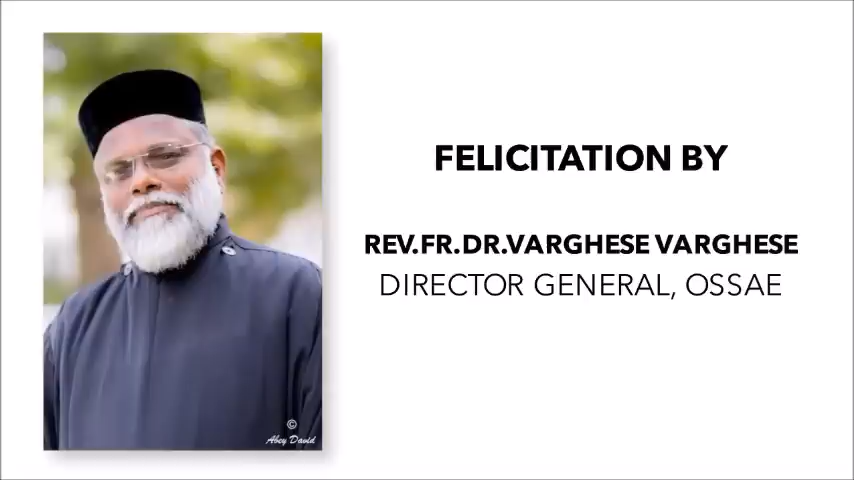 FELICITATION BY
REV.FR.DR.VARGHESE VARGHESE
DIRECTOR GENERAL, OSSAE
©
Abey David